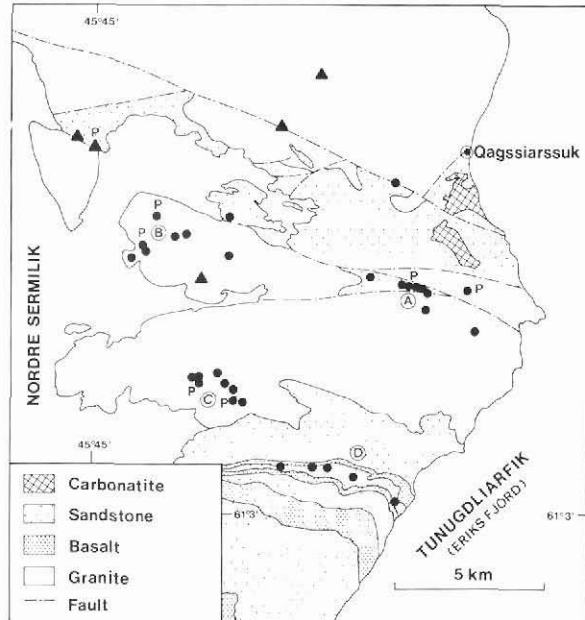 45°45'
P
Qagssiarssuk
P
B
P
P
P
A
NORDRE SERMILIK
P
P
C
45°45'
D
Carbonatite
Sandstone
Basalt
Granite
Fault
61°3'
61°3'
TUNUGDLIARFIK
(ERIKS FJORD)
5 km